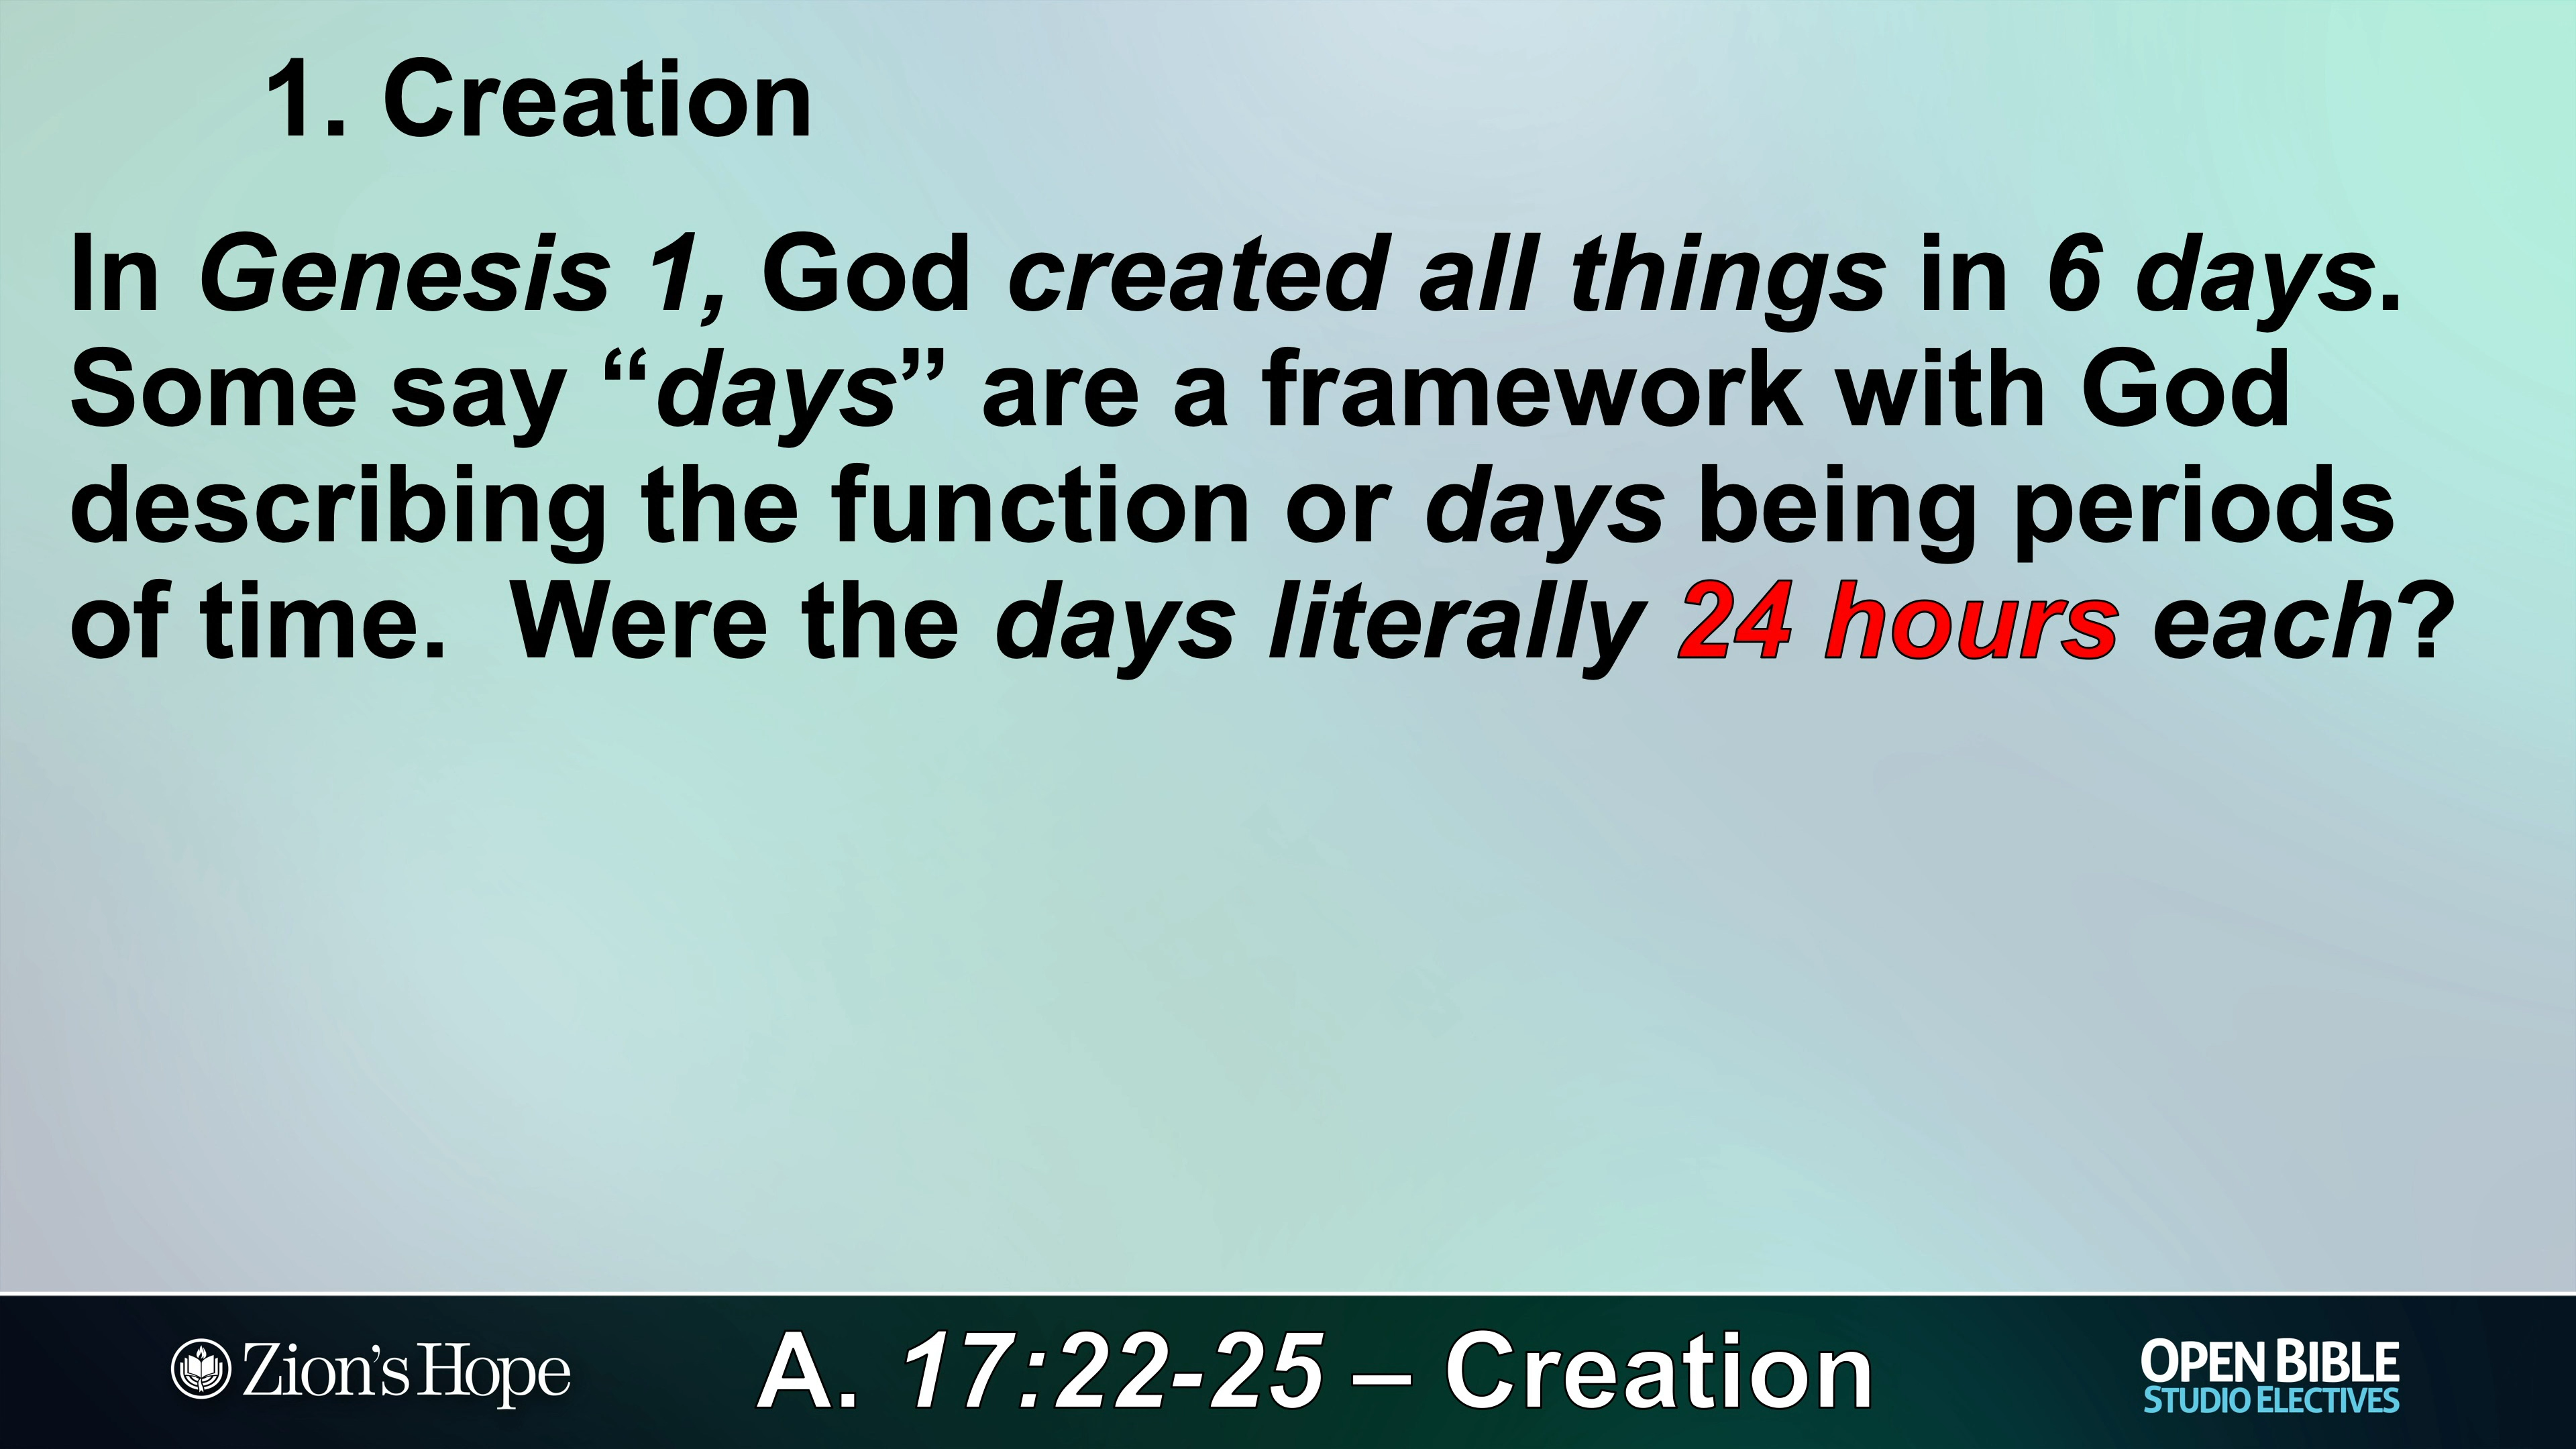 1. Creation
In Genesis 1, God created all things in 6 days.
Some say “days” are a framework with God
describing the function or days being periods
of time.  Were the days literally 24 hours each?
Zion’s Hope
A. 17:22-25 – Creation
OPEN BIBLE
STUDIO ELECTIVES